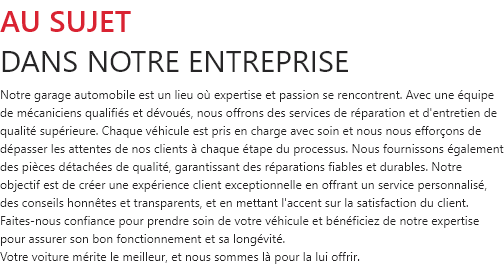 AU SUJET
DANS NOTRE ENTREPRISE
Notre garage automobile est un lieu où expertise et passion se rencontrent. Avec une équipe
de mécaniciens qualifiés et dévoués, nous offrons des services de réparation et d'entretien de
qualité supérieure. Chaque véhicule est pris en charge avec soin et nous nous efforçons de
dépasser les attentes de nos clients à chaque étape du processus. Nous fournissons également
des pièces détachées de qualité, garantissant des réparations fiables et durables. Notre
objectif est de créer une expérience client exceptionnelle en offrant un service personnalisé,
des conseils honnêtes et transparents, et en mettant l'accent sur la satisfaction du client.
Faites-nous confiance pour prendre soin de votre véhicule et bénéficiez de notre expertise
pour assurer son bon fonctionnement et sa longévité.
Votre voiture mérite le meilleur, et nous sommes là pour la lui offrir.